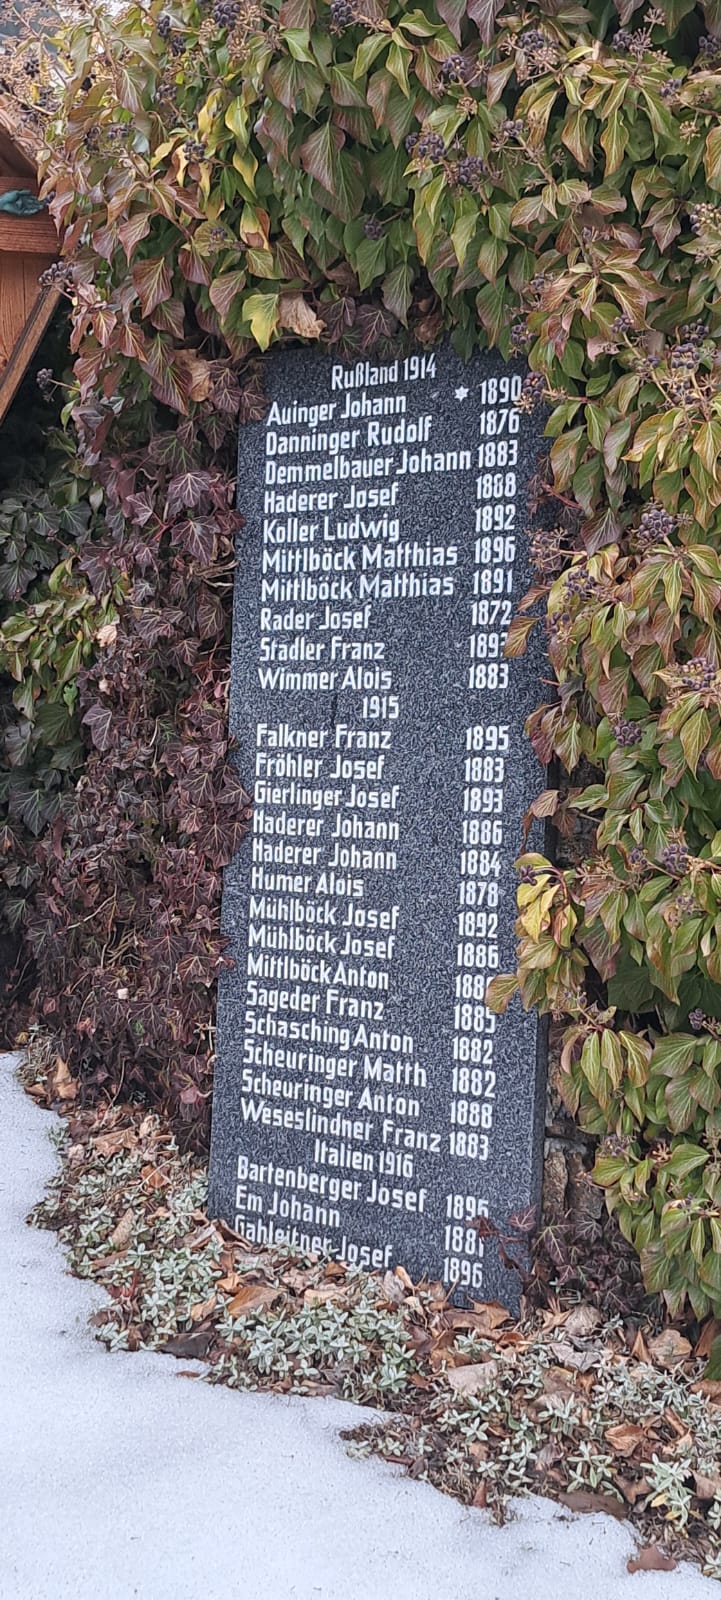 Rußland 1914
Auinger Johann * 1890
Danninger Rudolf 1876
Demmelbauer Johann 1883
Haderer Josef 1888
Koller Ludwig 1892
Mittlböck Matthias 1896
Mittlböck Matthias 1891
Rader Josef 1872
Stadler Franz
Wimmer Alois 1883
1915
Falkner Franz 1895
Fröhler Josef 1883
Gierlinger Josef 1893
Haderer Johann 1886
Haderer Johann 1884
Humer Alois 1878
Mühlböck Josef 1892
Mühlböck Josef 1886
Mittlböck Anton
Sageder Franz 1885
Schasching Anton 1882
Scheuringer Matth 1882
Scheuringer Anton 1888
Weseslindner Franz 1883
Italien 1916
Bartenberger Josef 1896
Em Johann 1881
Gahleitner Josef 1896